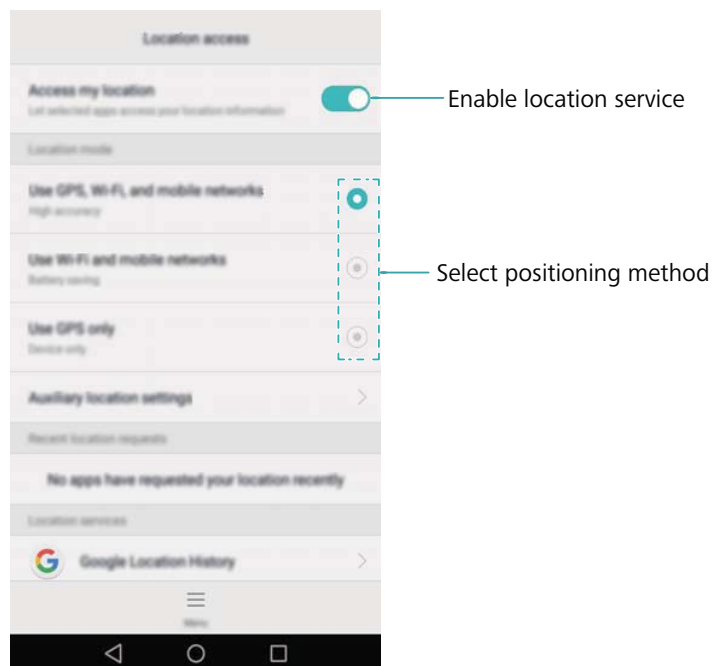 Location access
Access my location
Enable location service
Let selected apps access your location information
Location mode
Use GPS, Wi-Fi, and mobile networks
High accuracy
Use Wi-Fi and mobile networks
Select positioning method
Battery saving
Use GPS only
Device only
Auxiliary location settings
Recent location requests
No apps have requested your location recently
Location services
G
Google Location History
Menu